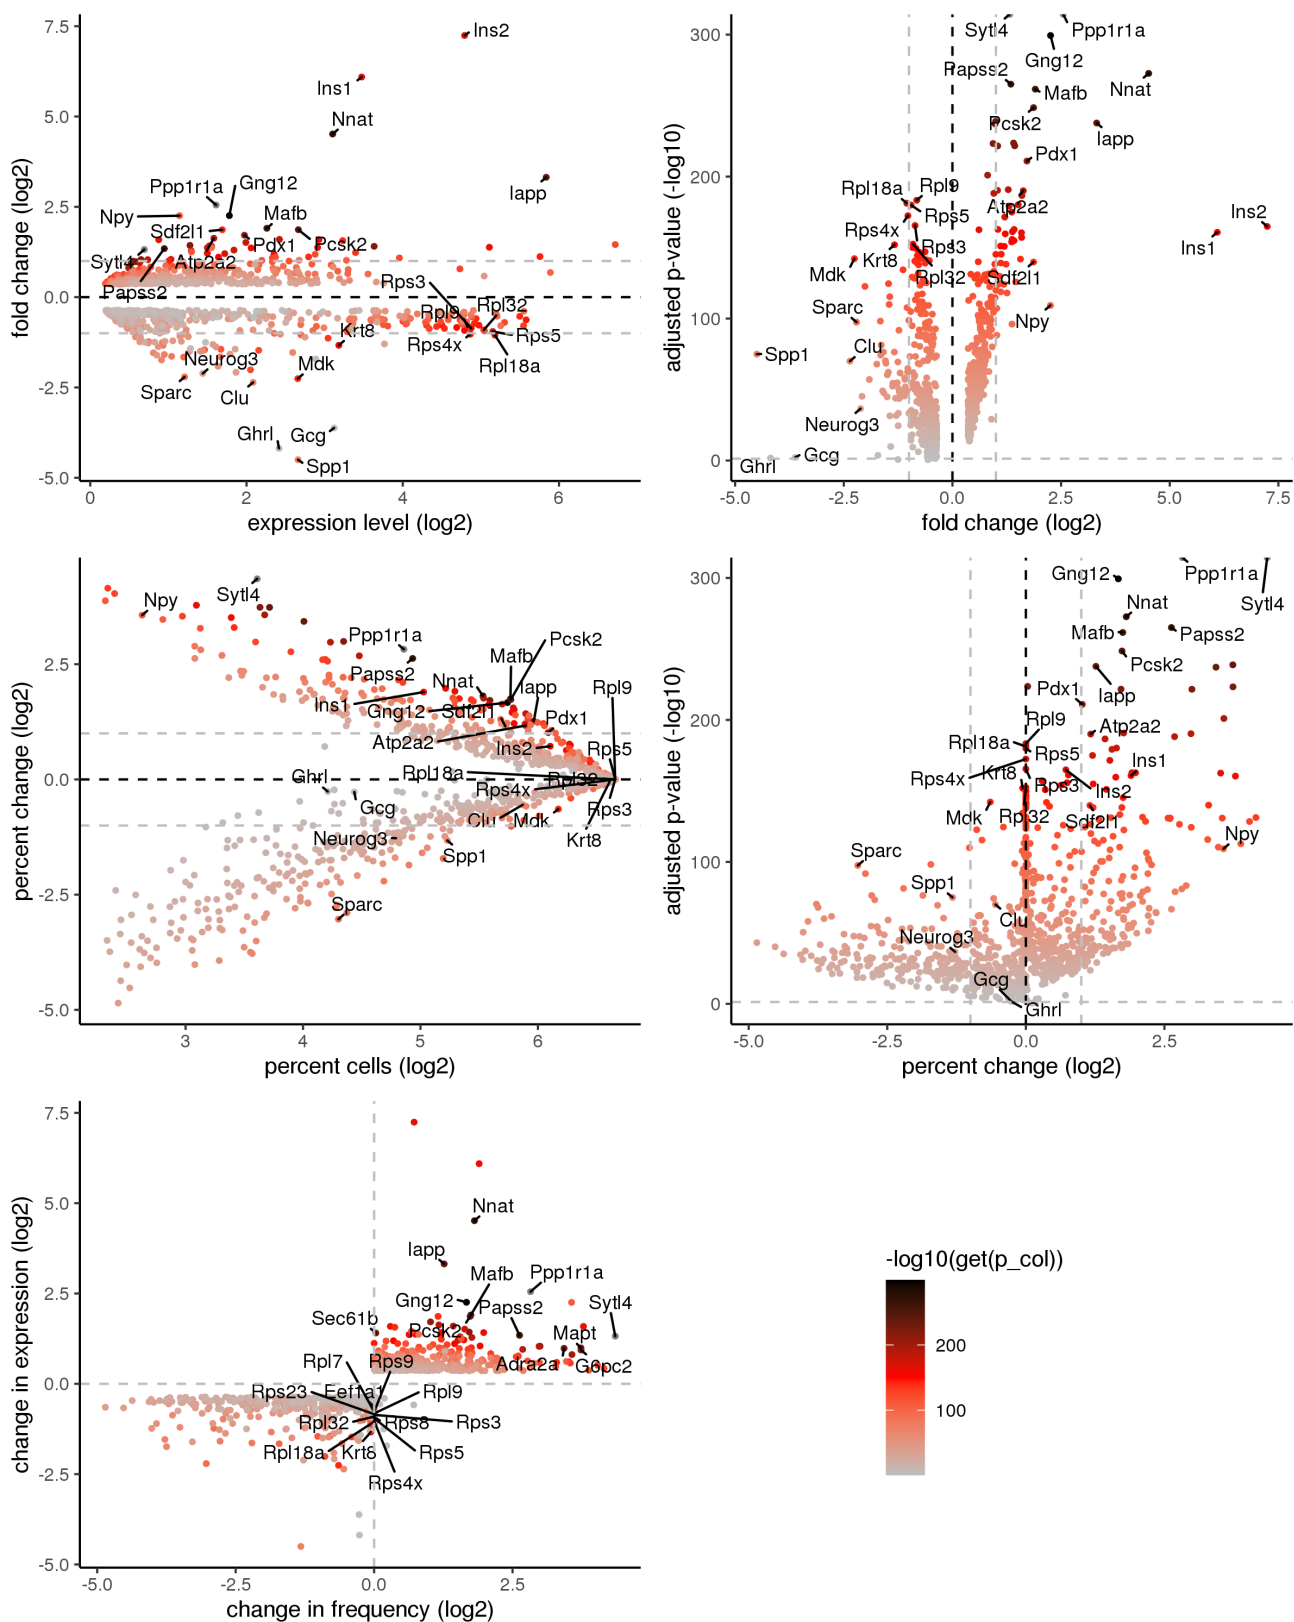 7.5
5.0
2.5
0.0
-2.5
-5.0
fold change (log2)
0
2
4
6
expression level (log2)
Ins2
Ins1
Nnat
Iapp
Ppp1r1a
Gng12
Npy
Mafb
Sdf2l1
Pdx1
Pcsk2
Sytl4
Atp2a2
Papss2
Rps3
Rpl9
Rpl32
Krt8
Rps4x
Rps5
Rpl18a
Neurog3
Mdk
Sparc
Clu
Ghrl
Gcg
Spp1
300
200
100
0
adjusted p-value (-log10)
-5.0
-2.5
0.0
2.5
5.0
7.5
fold change (log2)
Sytl4
Ppp1r1a
Gng12
Papss2
Nnat
Mafb
Pcsk2
Iapp
Pdx1
Rpl18a
Rpl9
Atp2a2
Rps5
Ins2
Rps4x
Rps3
Ins1
Krt8
Mdk
Rpl32
Sdf2l1
Sparc
Npy
Spp1
Clu
Neurog3
Gcg
Ghrl
2.5
0.0
-2.5
-5.0
percent change (log2)
3
4
5
6
percent cells (log2)
Sytl4
Npy
Ppp1r1a
Pcsk2
Mafb
Papss2
Nnat
Iapp
Rpl9
Ins1
Gng12
Sdf2l1
Pdx1
Atp2a2
Ins2
Rps5
Rpl18a
Ghrl
Rpl32
Rps4x
Gcg
Rps3
Clu
Mdk
Neurog3
Krt8
Spp1
Sparc
300
200
100
0
adjusted p-value (-log10)
-5.0
-2.5
0.0
2.5
percent change (log2)
Gng12
Ppp1r1a
Sytl4
Nnat
Mafb
Papss2
Pcsk2
Pdx1
Iapp
Rpl9
Atp2a2
Rpl18a
Rps5
Ins1
Rps4x
Krt8
Rps3
Ins2
Mdk
Rpl32
Sdf2l1
Npy
Sparc
Spp1
Clu
Neurog3
Gcg
Ghrl
7.5
5.0
2.5
0.0
-2.5
-5.0
change in expression (log2)
-5.0
-2.5
0.0
2.5
change in frequency (log2)
Nnat
Iapp
Mafb
Ppp1r1a
Gng12
Papss2
Sytl4
Sec61b
Pcsk2
Mapt
Rpl7
Rps9
Adra2a
G6pc2
Rps23
Eef1a1
Rpl9
Rpl32
Rps8
Rps3
Rpl18a
Krt8
Rps5
Rps4x
-log10(get(p_col))
200
100